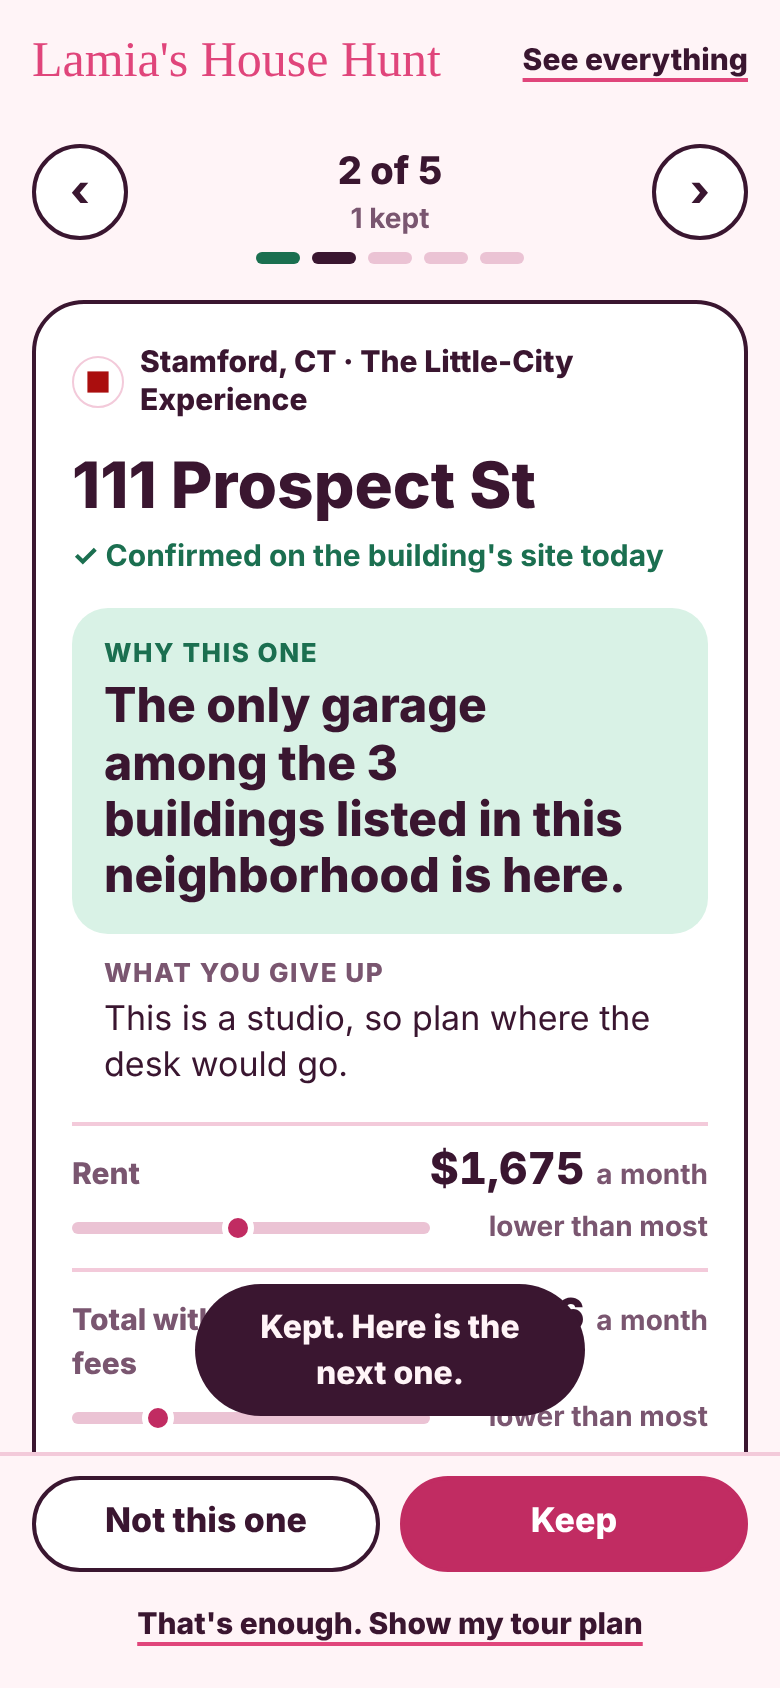 Lamia's House Hunt
See everything
‹
2 of 5
›
1 kept
Stamford, CT · The Little-City
Experience
111 Prospect St
✓ Confirmed on the building's site today
WHY THIS ONE
The only garage
among the 3
buildings listed in this
neighborhood is here.
WHAT YOU GIVE UP
This is a studio, so plan where the
desk would go.
Rent
$1,675 a month
lower than most
Total with
fees
a month
lower than most
Kept. Here is the
next one.
Not this one
Keep
That's enough. Show my tour plan